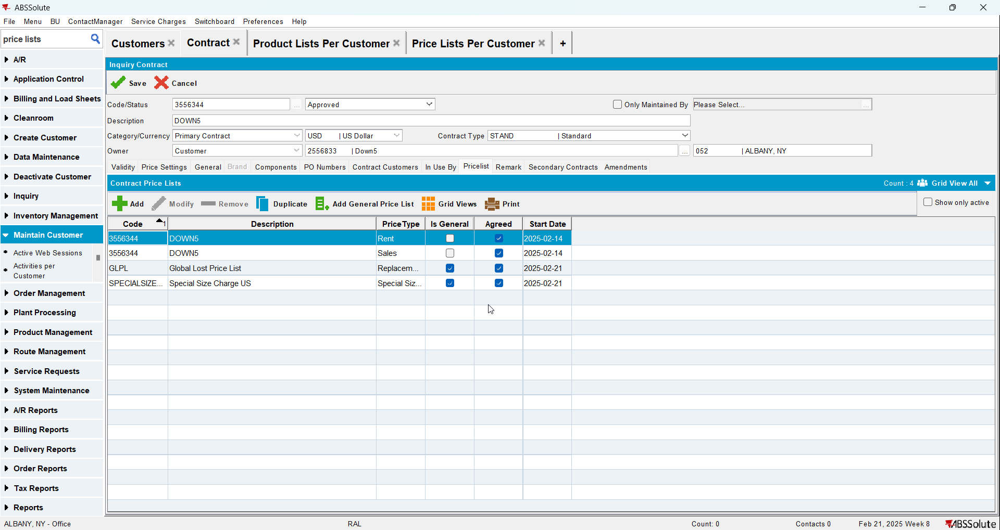 ABSSolute
File Menu BU ContactManager Service Charges Switchboard Preferences Help
price lists
Customers Contract Product Lists Per Customer Price Lists Per Customer +
A/R
Application Control
Billing and Load Sheets
Cleanroom
Create Customer
Data Maintenance
Deactivate Customer
Inquiry
Inventory Management
Maintain Customer
Active Web Sessions
Activities per
Customer
Order Management
Plant Processing
Product Management
Route Management
Service Requests
System Maintenance
A/R Reports
Billing Reports
Delivery Reports
Order Reports
Tax Reports
Reports
Inquiry Contract
Save Cancel
Code/Status 3556344 ... Approved Only Maintained By Please Select... ...
Description DOWN5
Category/Currency Primary Contract USD | US Dollar Contract Type STAND | Standard
Owner Customer 2556833 | Down5 ... 052 | ALBANY, NY
Validity Price Settings General Brand Components PO Numbers Contract Customers In Use By Pricelist Remark Secondary Contracts Amendments
Contract Price Lists Count : 4 Grid View All
Add Modify Remove Duplicate Add General Price List Grid Views Print Show only active
Code 1 Description PriceType Is General Agreed Start Date
3556344 DOWN5 Rent 2025-02-14
3556344 DOWN5 Sales 2025-02-14
GLPL Global Lost Price List Replacem... 2025-02-21
SPECIALSIZE... Special Size Charge US Special Siz... 2025-02-21
ALBANY, NY - Office RAL Count: 0 Contacts 0 Feb 21, 2025 Week 8 ABSSolute